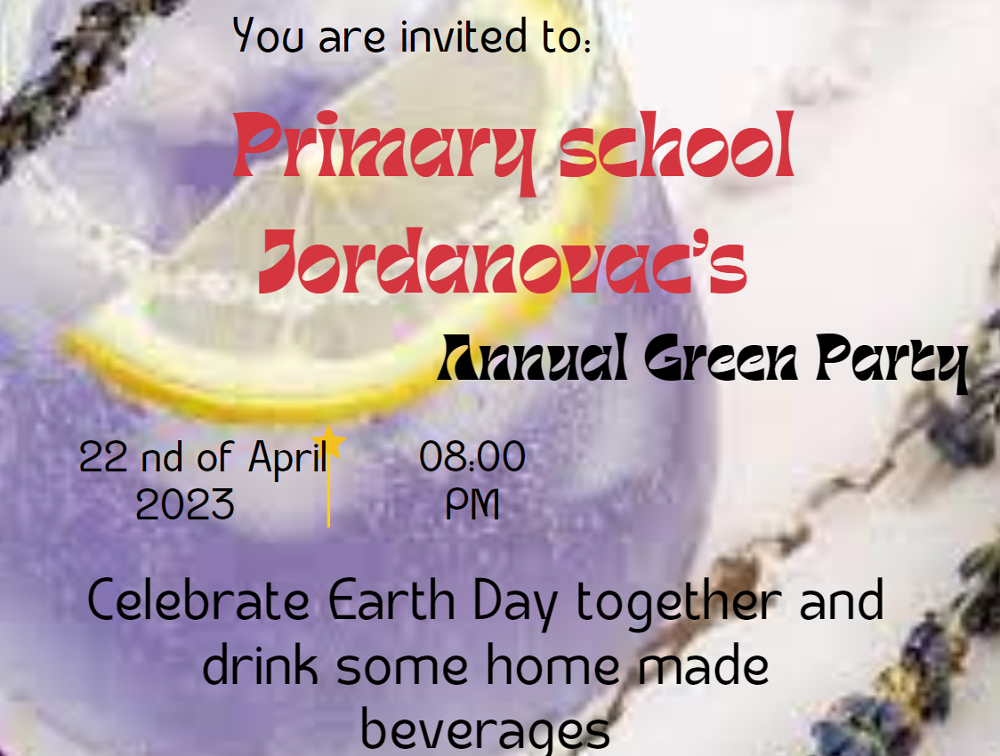 You are invited to:
Primary school
Jordanovac's
Annual Green Party
22 nd of April
2023
08:00
PM
Celebrate Earth Day together and
drink some home made
beverages